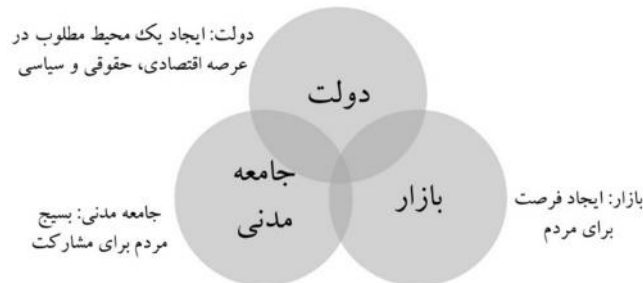 دولت: ایجاد یک محیط مطلوب در
عرصه اقتصادی، حقوقی و سیاسی
دولت
جامعه
مدنی
بازار
بازار: ایجاد فرصت
برای مردم
جامعه مدنی: بسیج
مردم برای مشارکت